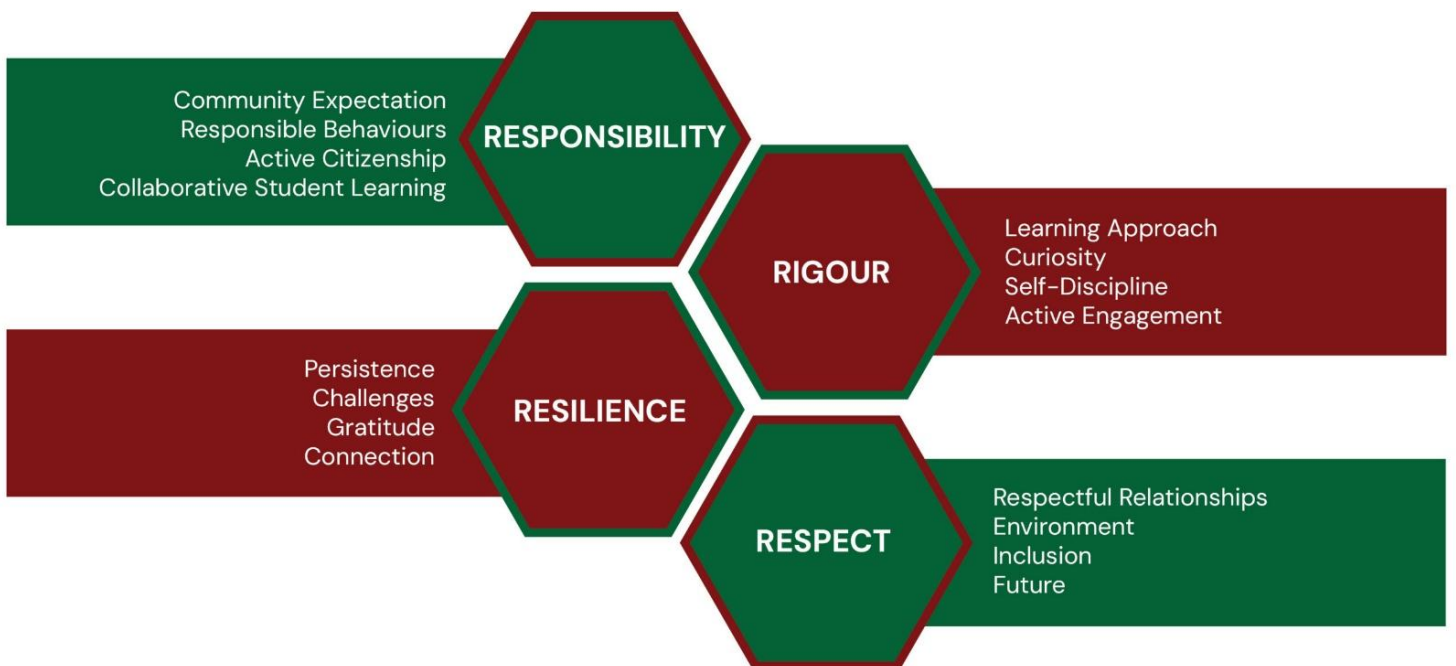 Community Expectation
Responsible Behaviours
Active Citizenship
Collaborative Student Learning
RESPONSIBILITY
RIGOUR
Learning Approach
Curiosity
Self-Discipline
Active Engagement
Persistence
Challenges
Gratitude
Connection
RESILIENCE
RESPECT
Respectful Relationships
Environment
Inclusion
Future